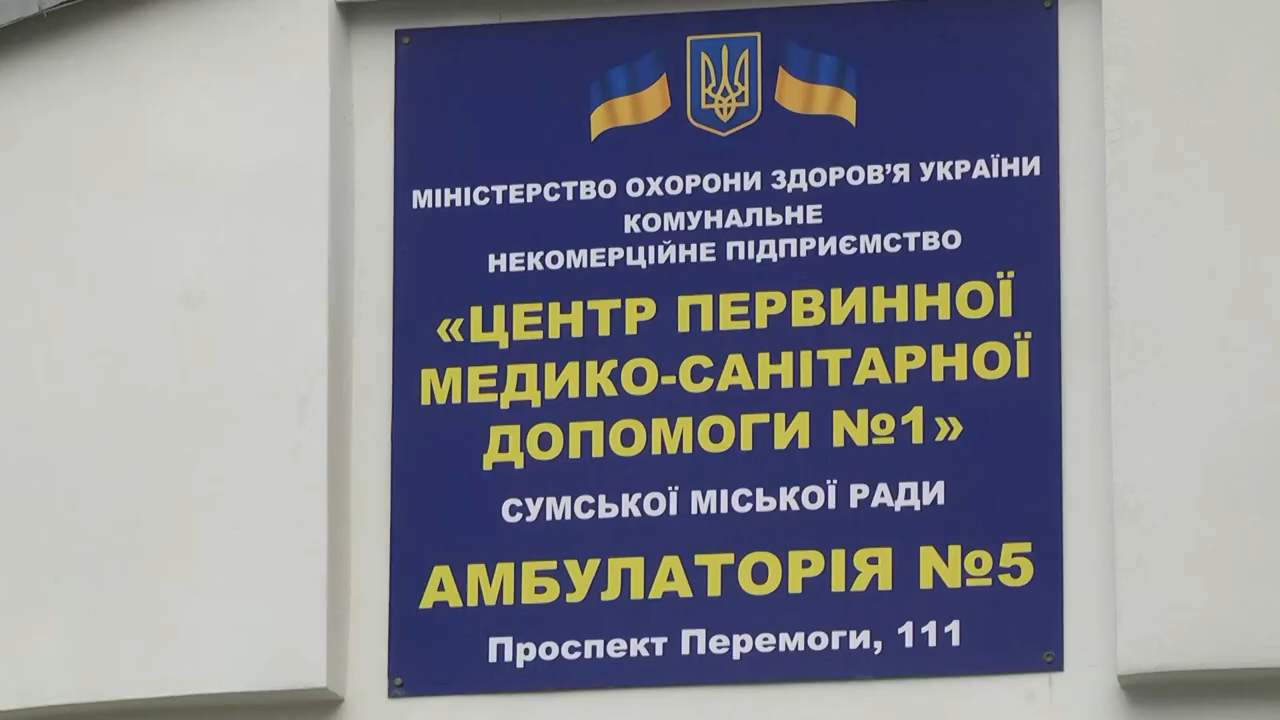 МІНІСТЕРСТВО ОХОРОНИ ЗДОРОВ’Я УКРАЇНИ
КОМУНАЛЬНЕ
НЕКОМЕРЦІЙНЕ ПІДПРИЄМСТВО
«ЦЕНТР ПЕРВИННОЇ
МЕДИКО-САНІТАРНОЇ
ДОПОМОГИ №1»
СУМСЬКОЇ МІСЬКОЇ РАДИ
АМБУЛАТОРІЯ №5
Проспект Перемоги, 111